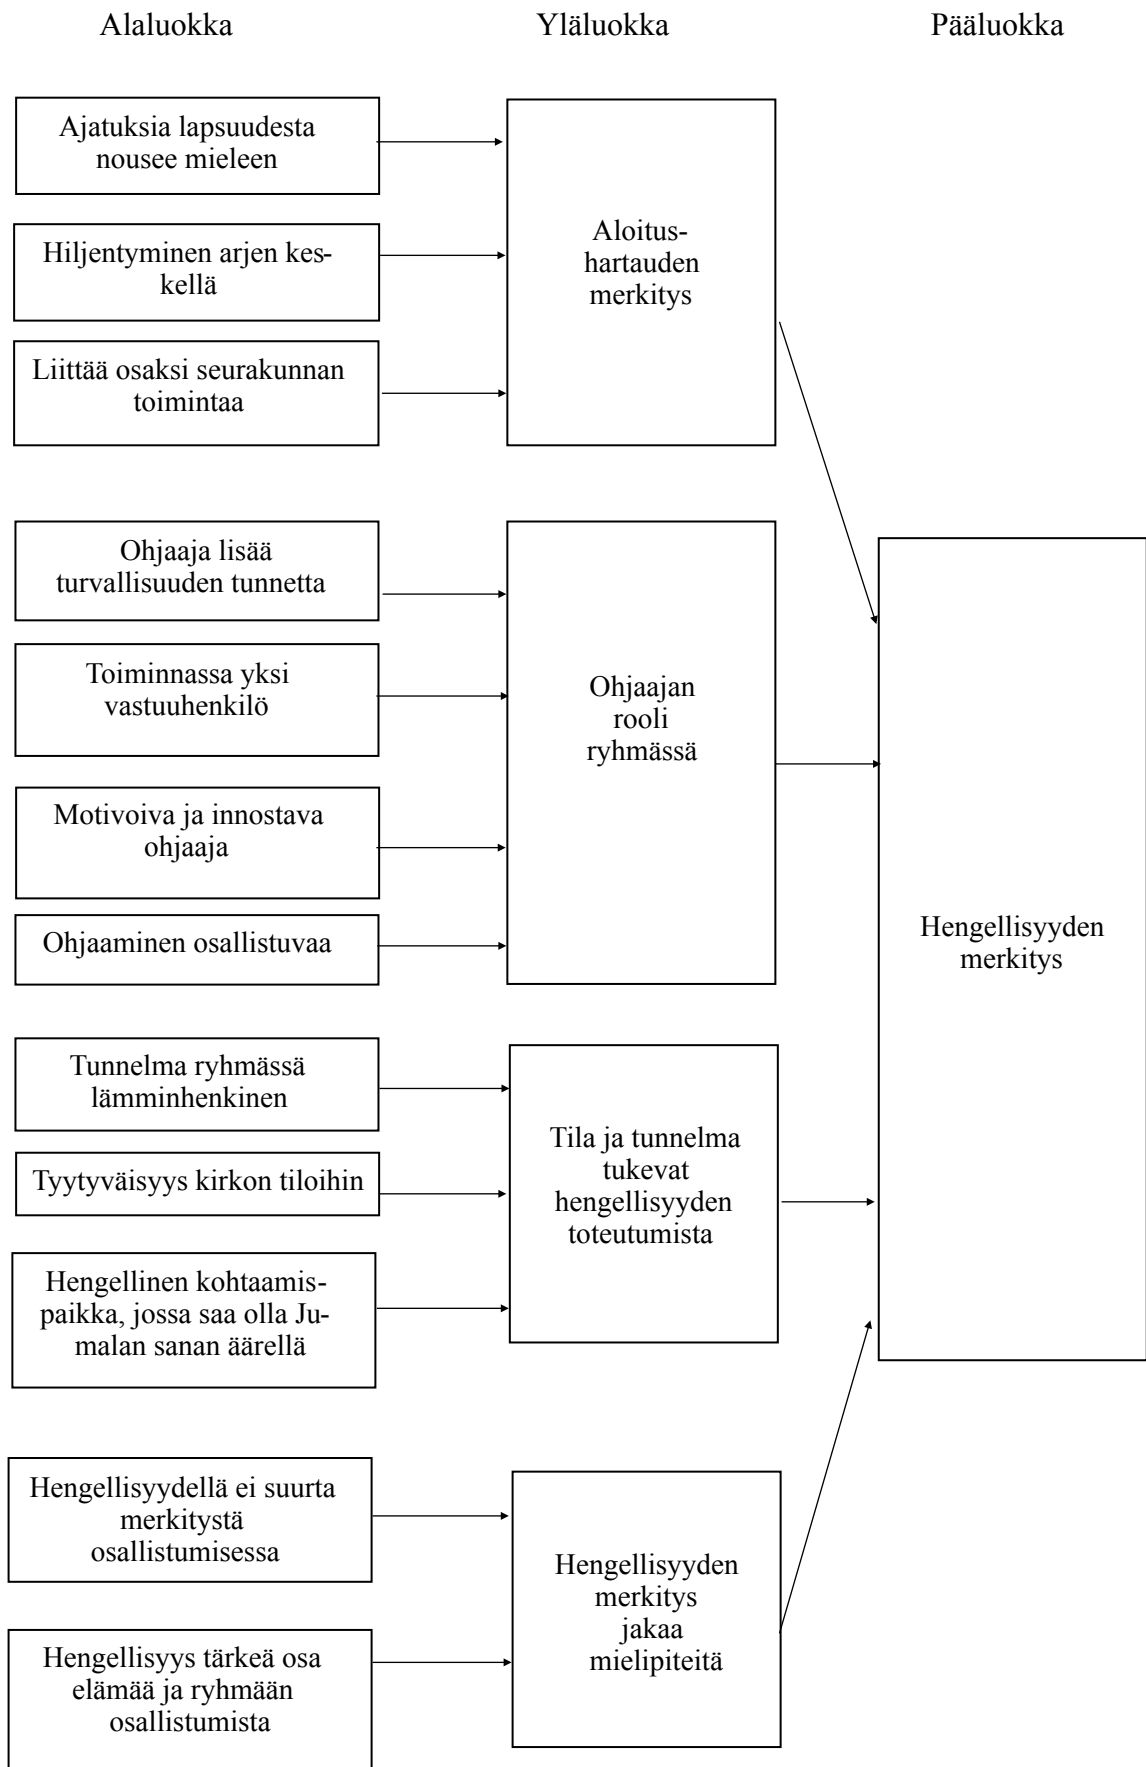 Alaluokka
Yläluokka
Pääluokka
Ajatuksia lapsuudesta
nousee mieleen
Hiljentyminen arjen kes-
kellä
Liittää osaksi seurakunnan
toimintaa
Aloitus-
hartauden
merkitys
Ohjaaja lisää
turvallisuuden tunnetta
Toiminnassa yksi
vastuuhenkilö
Motivoiva ja innostava
ohjaaja
Ohjaaminen osallistuvaa
Ohjaajan
rooli
ryhmässä
Tunnelma ryhmässä
lämminhenkinen
Tyytyväisyys kirkon tiloihin
Hengellinen kohtaamis-
paikka, jossa saa olla Ju-
malan sanan äärellä
Tila ja tunnelma
tukevat
hengellisyyden
toteutumista
Hengellisyydellä ei suurta
merkitystä
osallistumisessa
Hengellisyys tärkeä osa
elämää ja ryhmään
osallistumista
Hengellisyyden
merkitys
jakaa
mielipiteitä
Hengellisyyden
merkitys